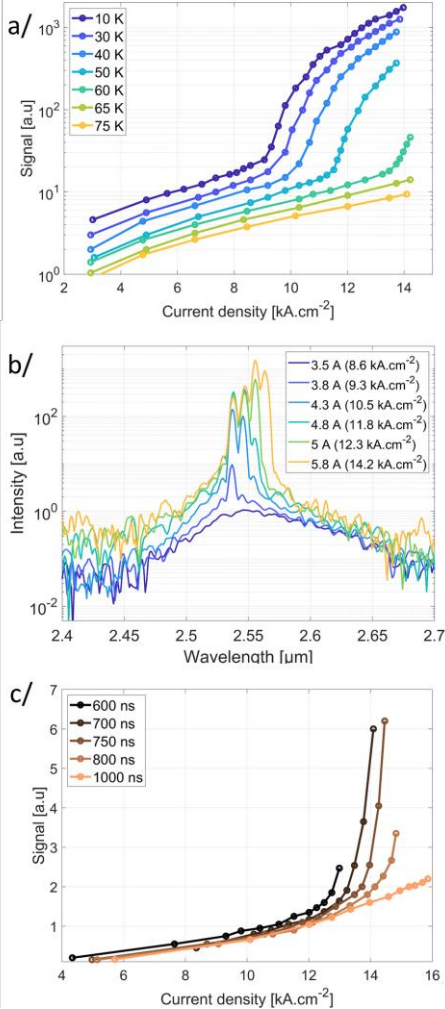 a/
10 K
30 K
40 K
50 K
60 K
65 K
75 K
Signal [a.u]
10³
10²
10¹
10⁰
2 4 6 8 10 12 14
Current density [kA.cm⁻²]
b/
3.5 A (8.6 kA.cm⁻²)
3.8 A (9.3 kA.cm⁻²)
4.3 A (10.5 kA.cm⁻²)
4.8 A (11.8 kA.cm⁻²)
5 A (12.3 kA.cm⁻²)
5.8 A (14.2 kA.cm⁻²)
Intensity [a.u]
10²
10⁰
10⁻²
2.4 2.45 2.5 2.55 2.6 2.65 2.7
Wavelength [µm]
c/
600 ns
700 ns
750 ns
800 ns
1000 ns
Signal [a.u]
7
6
5
4
3
2
1
4 6 8 10 12 14 16
Current density [kA.cm⁻²]